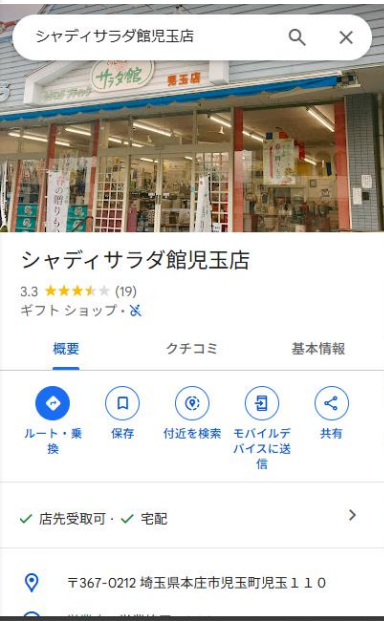 シャディサラダ館児玉店
サラダ館
児玉店
シャディサラダ館児玉店
3.3 (19)
ギフト ショップ・
概要 クチコミ 基本情報
ルート・乗換
保存
付近を検索
モバイルデバイスに送信
共有
店先受取可 · 宅配
〒367-0212 埼玉県本庄市児玉町児玉１１０